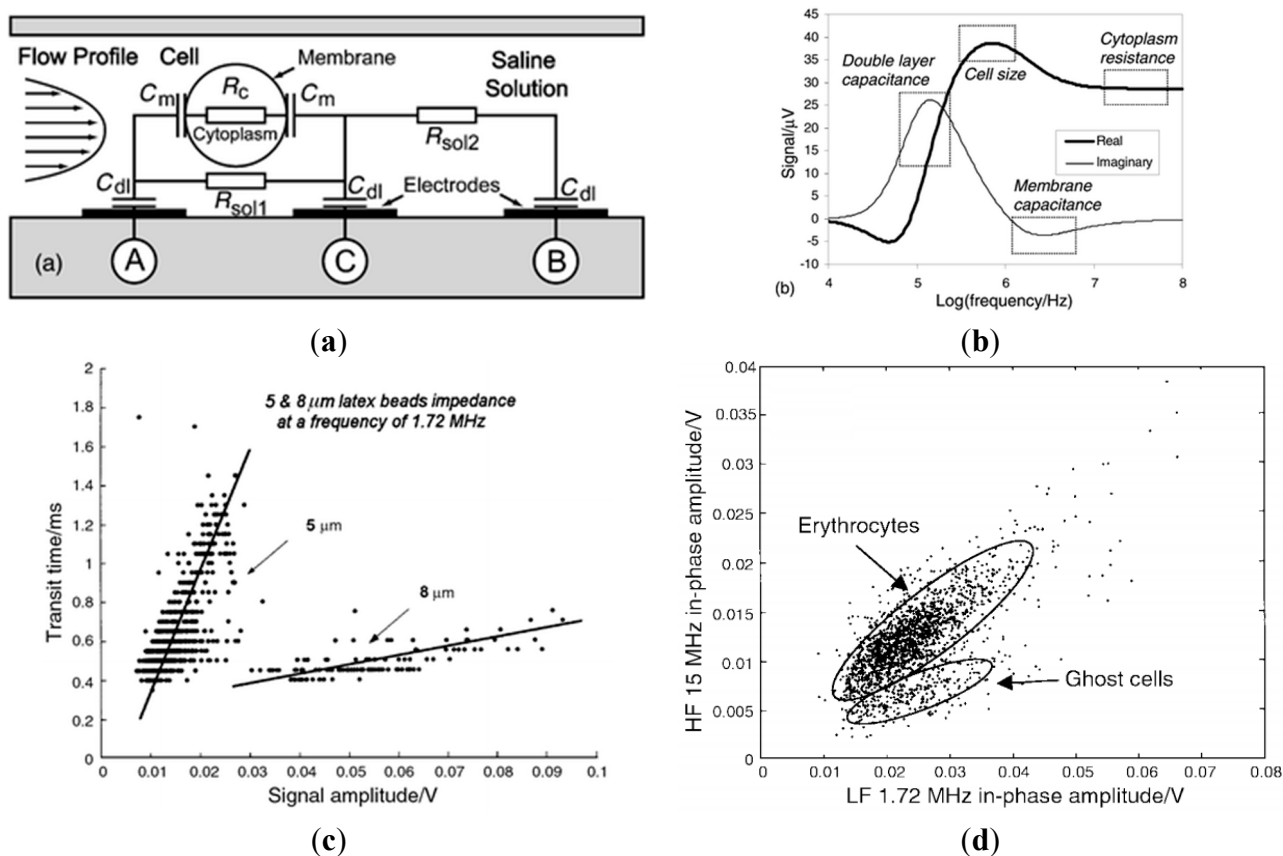 Flow Profile Cell Membrane Saline Solution
C_m R_c C_m
Cytoplasm
R_sol2
C_dl R_sol1 C_dl Electrodes C_dl
(a) A C B
(a)
45
40
35
30
25
20
15
10
5
0
-5
-10
Signal/μV
Double layer capacitance
Cell size
Cytoplasm resistance
Real
Imaginary
Membrane capacitance
4 5 6 7 8
(b) Log(frequency/Hz)
(b)
2
1.8
1.6
1.4
1.2
1
0.8
0.6
0.4
0.2
0
Transit time/ms
5 & 8 μm latex beads impedance
at a frequency of 1.72 MHz
5 μm
8 μm
0 0.01 0.02 0.03 0.04 0.05 0.06 0.07 0.08 0.09 0.1
Signal amplitude/V
(c)
0.04
0.035
0.03
0.025
0.02
0.015
0.01
0.005
0
HF 15 MHz in-phase amplitude/V
Erythrocytes
Ghost cells
0 0.01 0.02 0.03 0.04 0.05 0.06 0.07 0.08
LF 1.72 MHz in-phase amplitude/V
(d)